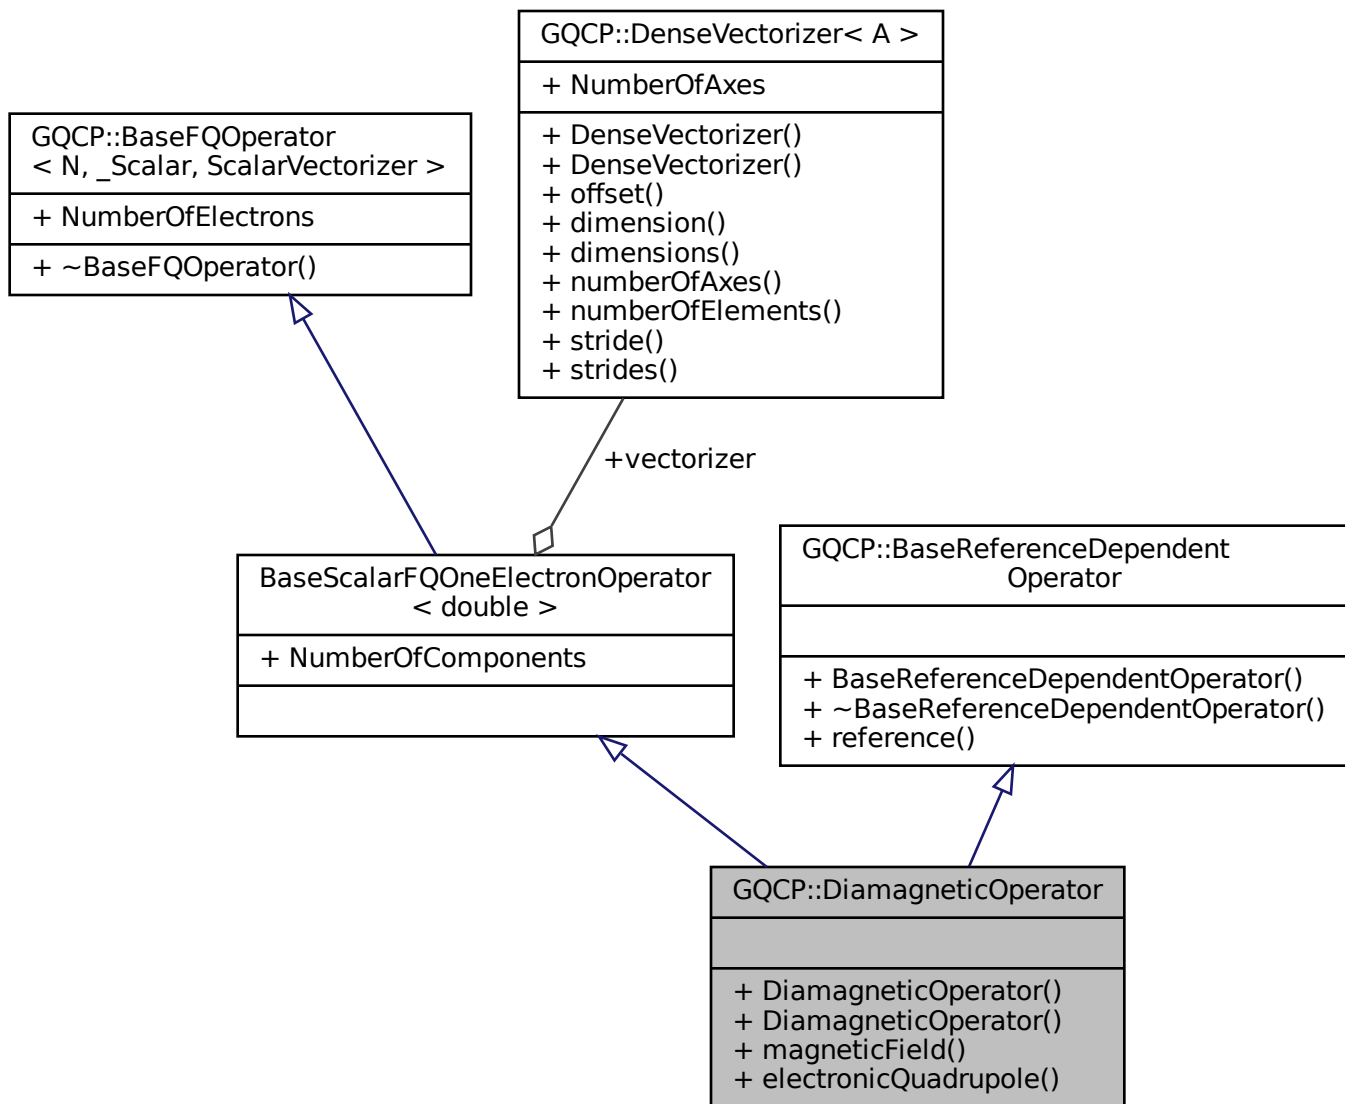 GQCP::DenseVectorizer< A >
+ NumberOfAxes
+ DenseVectorizer()
+ DenseVectorizer()
+ offset()
+ dimension()
+ dimensions()
+ numberOfAxes()
+ numberOfElements()
+ stride()
+ strides()
GQCP::BaseFQOperator
< N, _Scalar, ScalarVectorizer >
+ NumberOfElectrons
+ ~BaseFQOperator()
+vectorizer
BaseScalarFQOneElectronOperator
< double >
+ NumberOfComponents
GQCP::BaseReferenceDependent
Operator
+ BaseReferenceDependentOperator()
+ ~BaseReferenceDependentOperator()
+ reference()
GQCP::DiamagneticOperator
+ DiamagneticOperator()
+ DiamagneticOperator()
+ magneticField()
+ electronicQuadrupole()